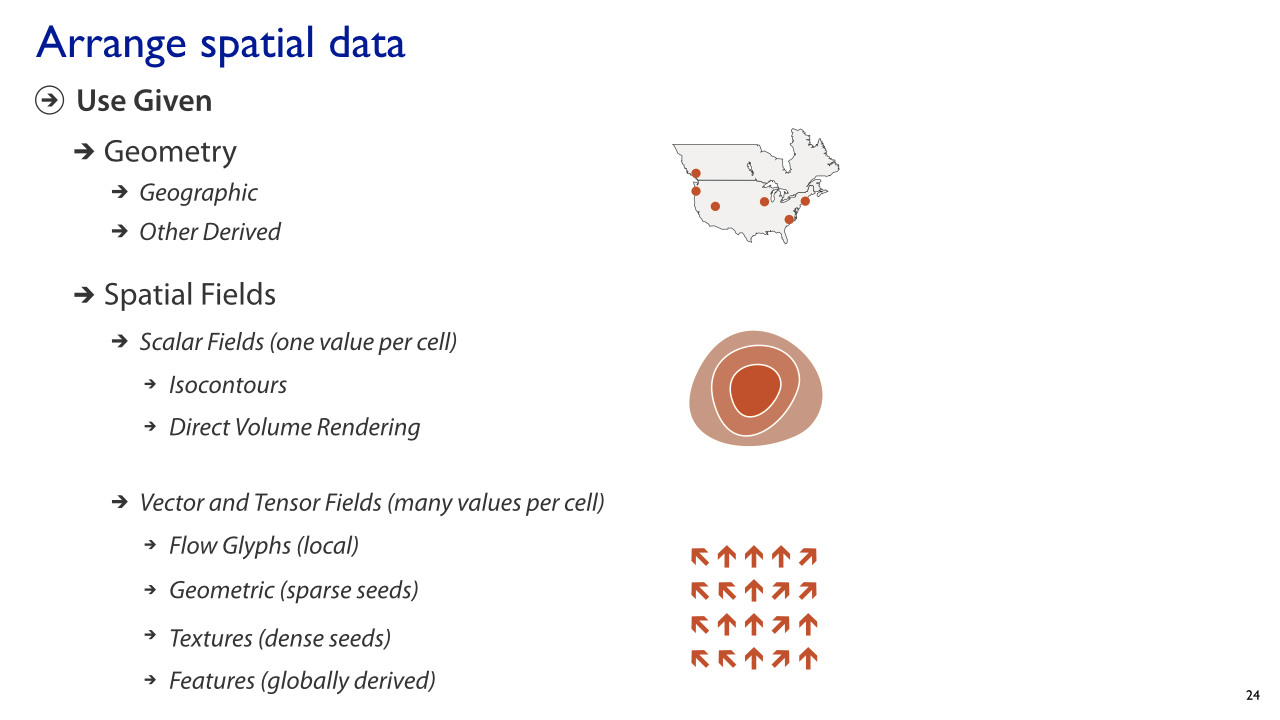 Arrange spatial data
Use Given
Geometry
Geographic
Other Derived
Spatial Fields
Scalar Fields (one value per cell)
Isocontours
Direct Volume Rendering
Vector and Tensor Fields (many values per cell)
Flow Glyphs (local)
Geometric (sparse seeds)
Textures (dense seeds)
Features (globally derived)
24